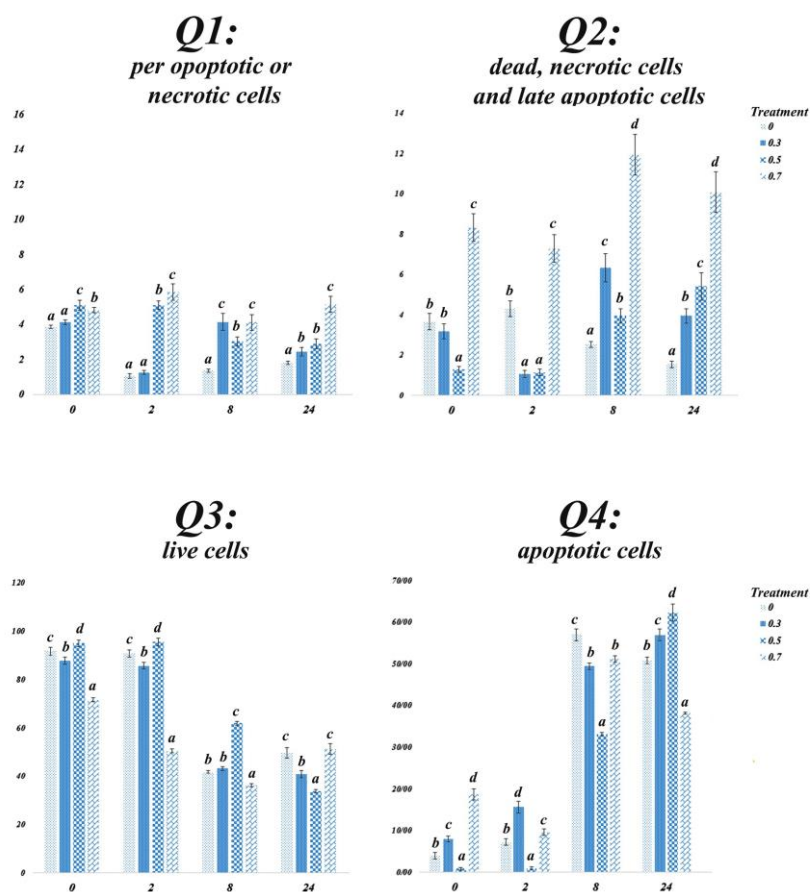 Q1:
per opoptotic or
necrotic cells
16
14
12
10
8
6
4
2
0
a a c b
a a b c
a c b c
a b b c
0 2 8 24
Q2:
dead, necrotic cells
and late apoptotic cells
14
12
10
8
6
4
2
0
b b a c
b a a c
a c b d
a b c d
0 2 8 24
Treatment
0
0.3
0.5
0.7
Q3:
live cells
120
100
80
60
40
20
0
c b d a
c b d a
b b c a
c b a c
0 2 8 24
Q4:
apoptotic cells
70/00
60/00
50/00
40/00
30/00
20/00
10/00
0/00
b c a d
b d a c
c b a b
b c d a
0 2 8 24
Treatment
0
0.3
0.5
0.7